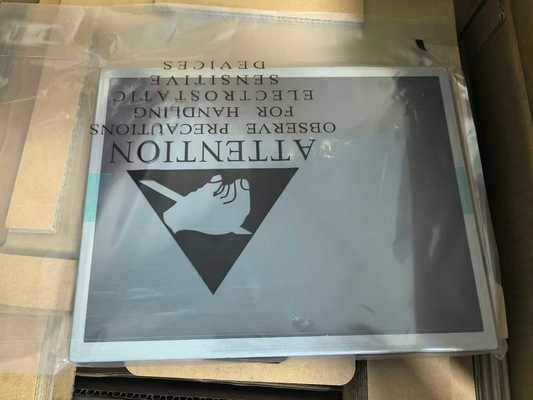 ATTENTION
OBSERVE PRECAUTIONS
FOR HANDLING
ELECTROSTATIC
SENSITIVE
DEVICES